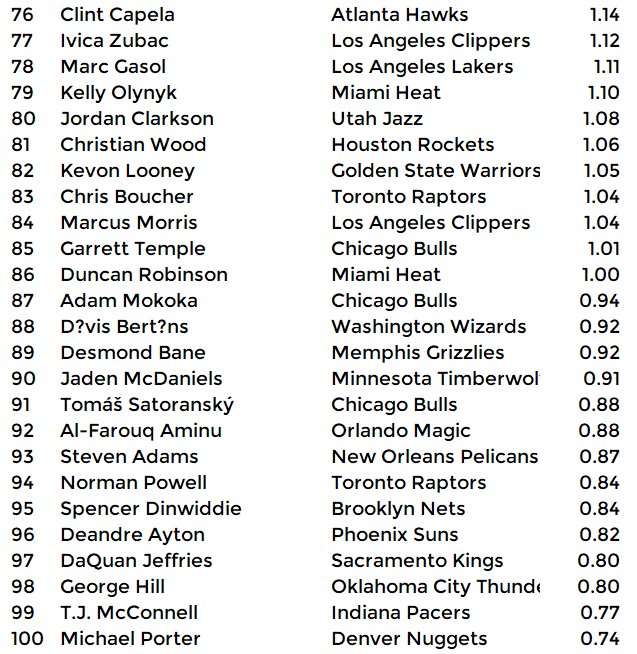 76 Clint Capela Atlanta Hawks 1.14
77 Ivica Zubac Los Angeles Clippers 1.12
78 Marc Gasol Los Angeles Lakers 1.11
79 Kelly Olynyk Miami Heat 1.10
80 Jordan Clarkson Utah Jazz 1.08
81 Christian Wood Houston Rockets 1.06
82 Kevon Looney Golden State Warriors 1.05
83 Chris Boucher Toronto Raptors 1.04
84 Marcus Morris Los Angeles Clippers 1.04
85 Garrett Temple Chicago Bulls 1.01
86 Duncan Robinson Miami Heat 1.00
87 Adam Mokoka Chicago Bulls 0.94
88 D?vis Bert?ns Washington Wizards 0.92
89 Desmond Bane Memphis Grizzlies 0.92
90 Jaden McDaniels Minnesota Timberwol 0.91
91 Tomáš Satoranský Chicago Bulls 0.88
92 Al-Farouq Aminu Orlando Magic 0.88
93 Steven Adams New Orleans Pelicans 0.87
94 Norman Powell Toronto Raptors 0.84
95 Spencer Dinwiddie Brooklyn Nets 0.84
96 Deandre Ayton Phoenix Suns 0.82
97 DaQuan Jeffries Sacramento Kings 0.80
98 George Hill Oklahoma City Thunde 0.80
99 T.J. McConnell Indiana Pacers 0.77
100 Michael Porter Denver Nuggets 0.74